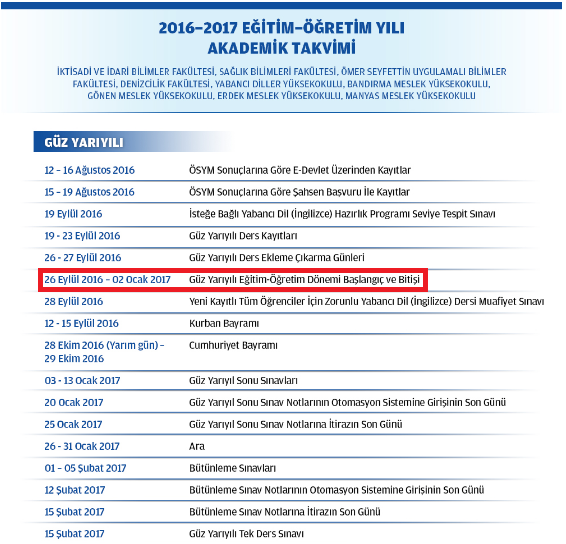 2016-2017 EĞİTİM-ÖĞRETİM YILI
AKADEMİK TAKVİMİ
İKTİSADİ VE İDARİ BİLİMLER FAKÜLTESİ, SAĞLIK BİLİMLERİ FAKÜLTESİ, ÖMER SEYFETTİN UYGULAMALI BİLİMLER
FAKÜLTESİ, DENİZCİLİK FAKÜLTESİ, YABANCI DİLLER YÜKSEKOKULU, BANDIRMA MESLEK YÜKSEKOKULU,
GÖNEN MESLEK YÜKSEKOKULU, ERDEK MESLEK YÜKSEKOKULU, MANYAS MESLEK YÜKSEKOKULU
GÜZ YARIYILI
12 – 16 Ağustos 2016 ÖSYM Sonuçlarına Göre E-Devlet Üzerinden Kayıtlar
15 – 19 Ağustos 2016 ÖSYM Sonuçlarına Göre Şahsen Başvuru İle Kayıtlar
19 Eylül 2016 İsteğe Bağlı Yabancı Dil (İngilizce) Hazırlık Programı Seviye Tespit Sınavı
19 - 23 Eylül 2016 Güz Yarıyılı Ders Kayıtları
26 - 27 Eylül 2016 Güz Yarıyılı Ders Ekleme Çıkarma Günleri
26 Eylül 2016 – 02 Ocak 2017 Güz Yarıyılı Eğitim-Öğretim Dönemi Başlangıç ve Bitişi
28 Eylül 2016 Yeni Kayıtlı Tüm Öğrenciler İçin Zorunlu Yabancı Dil (İngilizce) Dersi Muafiyet Sınavı
12 - 15 Eylül 2016 Kurban Bayramı
28 Ekim 2016 (Yarım gün) – Cumhuriyet Bayramı
29 Ekim 2016
03 - 13 Ocak 2017 Güz Yarıyıl Sonu Sınavları
20 Ocak 2017 Güz Yarıyıl Sonu Sınav Notlarının Otomasyon Sistemine Girişinin Son Günü
25 Ocak 2017 Güz Yarıyıl Sonu Sınav Notlarına İtirazın Son Günü
26 - 31 Ocak 2017 Ara
01 – 05 Şubat 2017 Bütünleme Sınavları
12 Şubat 2017 Bütünleme Sınav Notlarının Otomasyon Sistemine Girişinin Son Günü
15 Şubat 2017 Bütünleme Sınav Notlarına İtirazın Son Günü
15 Şubat 2017 Güz Yarıyılı Tek Ders Sınavı